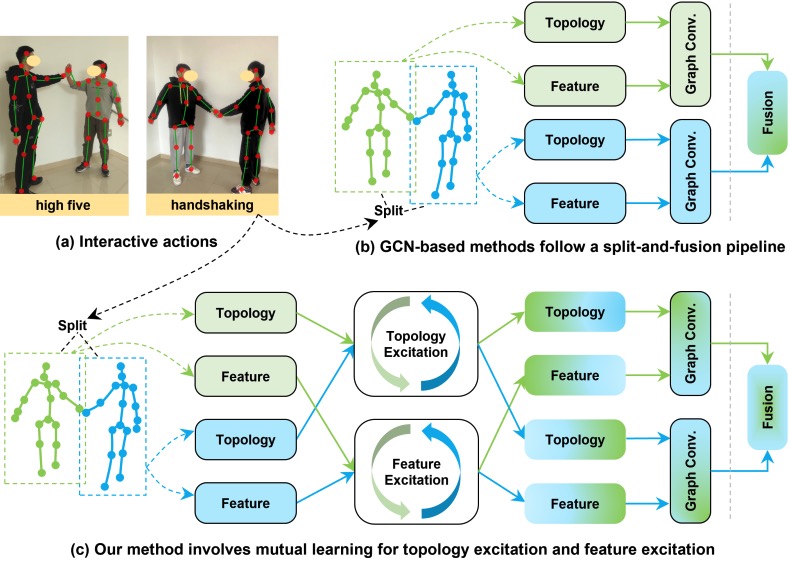 high five
handshaking
(a) Interactive actions
Topology
Feature
Topology
Feature
Graph Conv.
Graph Conv.
Fusion
Split
(b) GCN-based methods follow a split-and-fusion pipeline
Split
Topology
Feature
Topology
Feature
Topology
Excitation
Feature
Excitation
Topology
Feature
Topology
Feature
Graph Conv.
Graph Conv.
Fusion
(c) Our method involves mutual learning for topology excitation and feature excitation